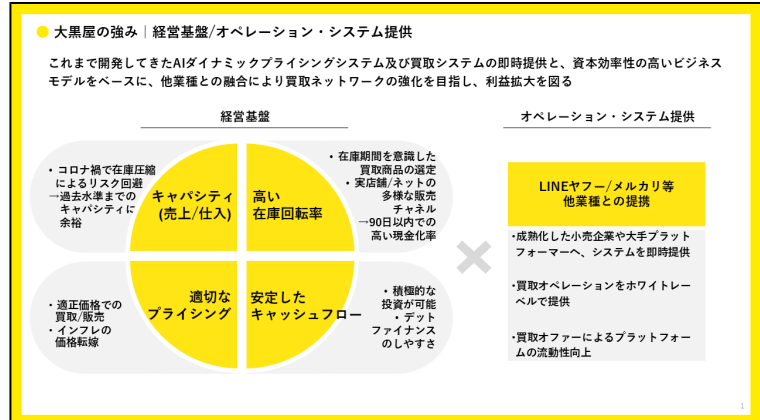 大黒屋の強み｜経営基盤/オペレーション・システム提供
これまで開発してきたAIダイナミックプライシングシステム及び買取システムの即時提供と、資本効率性の高いビジネス
モデルをベースに、他業種との融合により買取ネットワークの強化を目指し、利益拡大を図る
経営基盤
• コロナ禍で在庫圧縮
によるリスク回避
→過去水準までの
キャパシティに
余裕
キャパシティ
(売上/仕入)
高い
在庫回転率
• 在庫期間を意識した
買取商品の選定
• 実店舗/ネットの
多様な販売
チャネル
→90日以内での
高い現金化率
• 適正価格での
買取/販売
• インフレの
価格転嫁
適切な
プライシング
安定した
キャッシュフロー
• 積極的な
投資が可能
• デット
ファイナンス
のしやすさ
×
オペレーション・システム提供
LINEヤフー/メルカリ等
他業種との提携
•成熟化した小売企業や大手プラット
フォーマーへ、システムを即時提供
•買取オペレーションをホワイトレー
ベルで提供
•買取オファーによるプラットフォー
ムの流動性向上
1